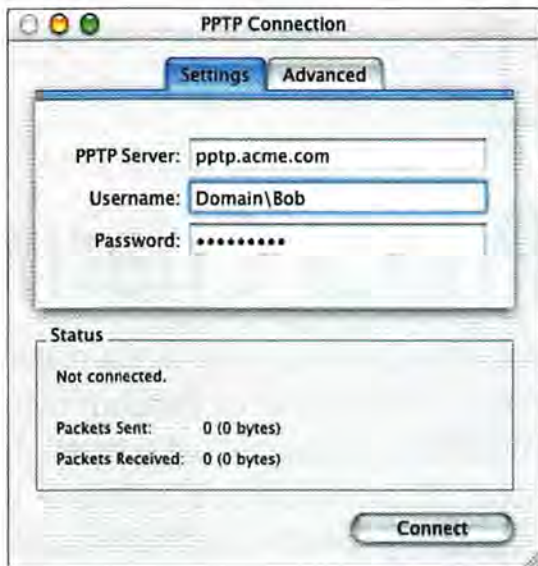 PPTP Connection
Settings Advanced
PPTP Server: pptp.acme.com
Username: Domain\Bob
Password: •••••••••
Status
Not connected.
Packets Sent: 0 (0 bytes)
Packets Received: 0 (0 bytes)
Connect